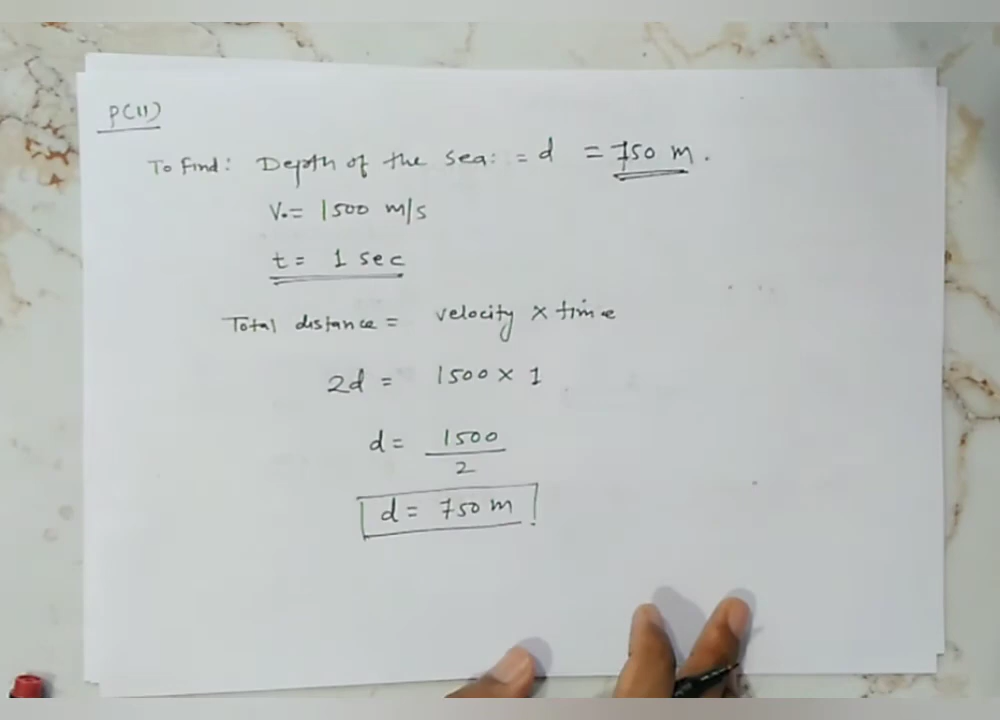 P(11)
To Find: Depth of the sea: = d = 750 m.
V.= 1500 m/s
t = 1 sec
Total distance = velocity × time
2d = 1500 × 1
d = 1500
2
d = 750 m